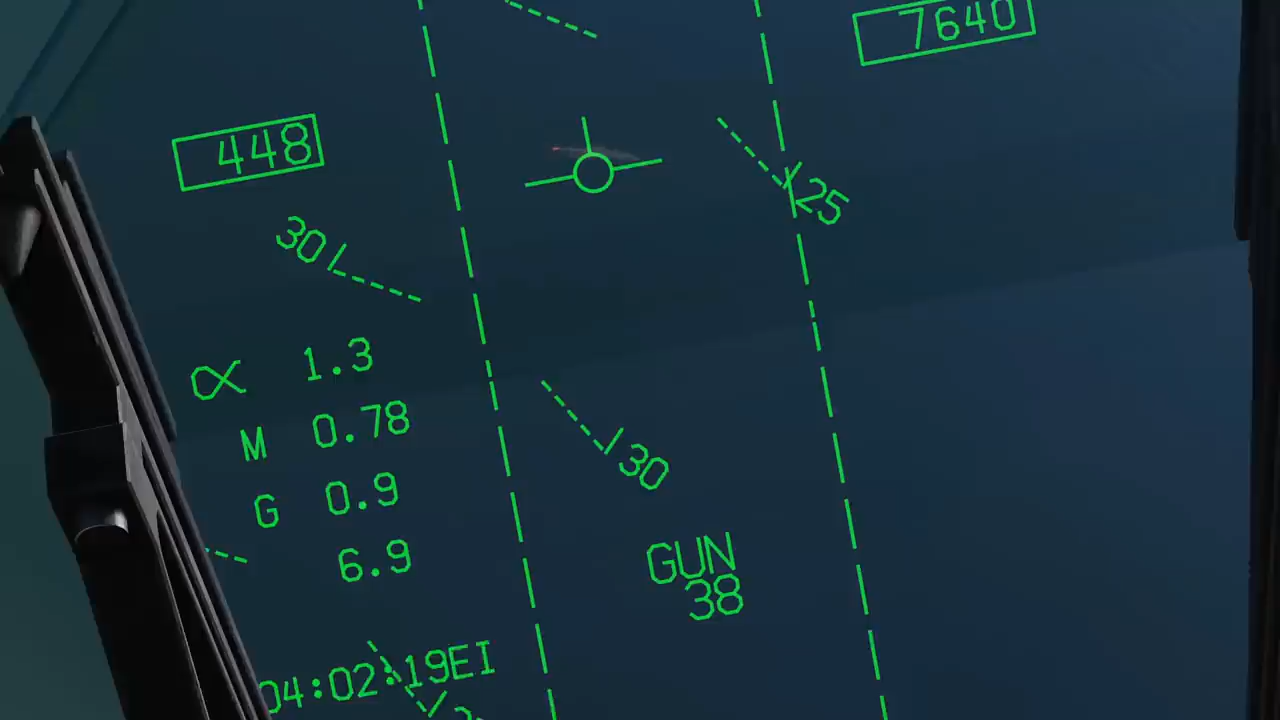 7640
448
25
30
α 1.3
M 0.78
G 0.9
6.9
30
GUN
38
04:02:19EI